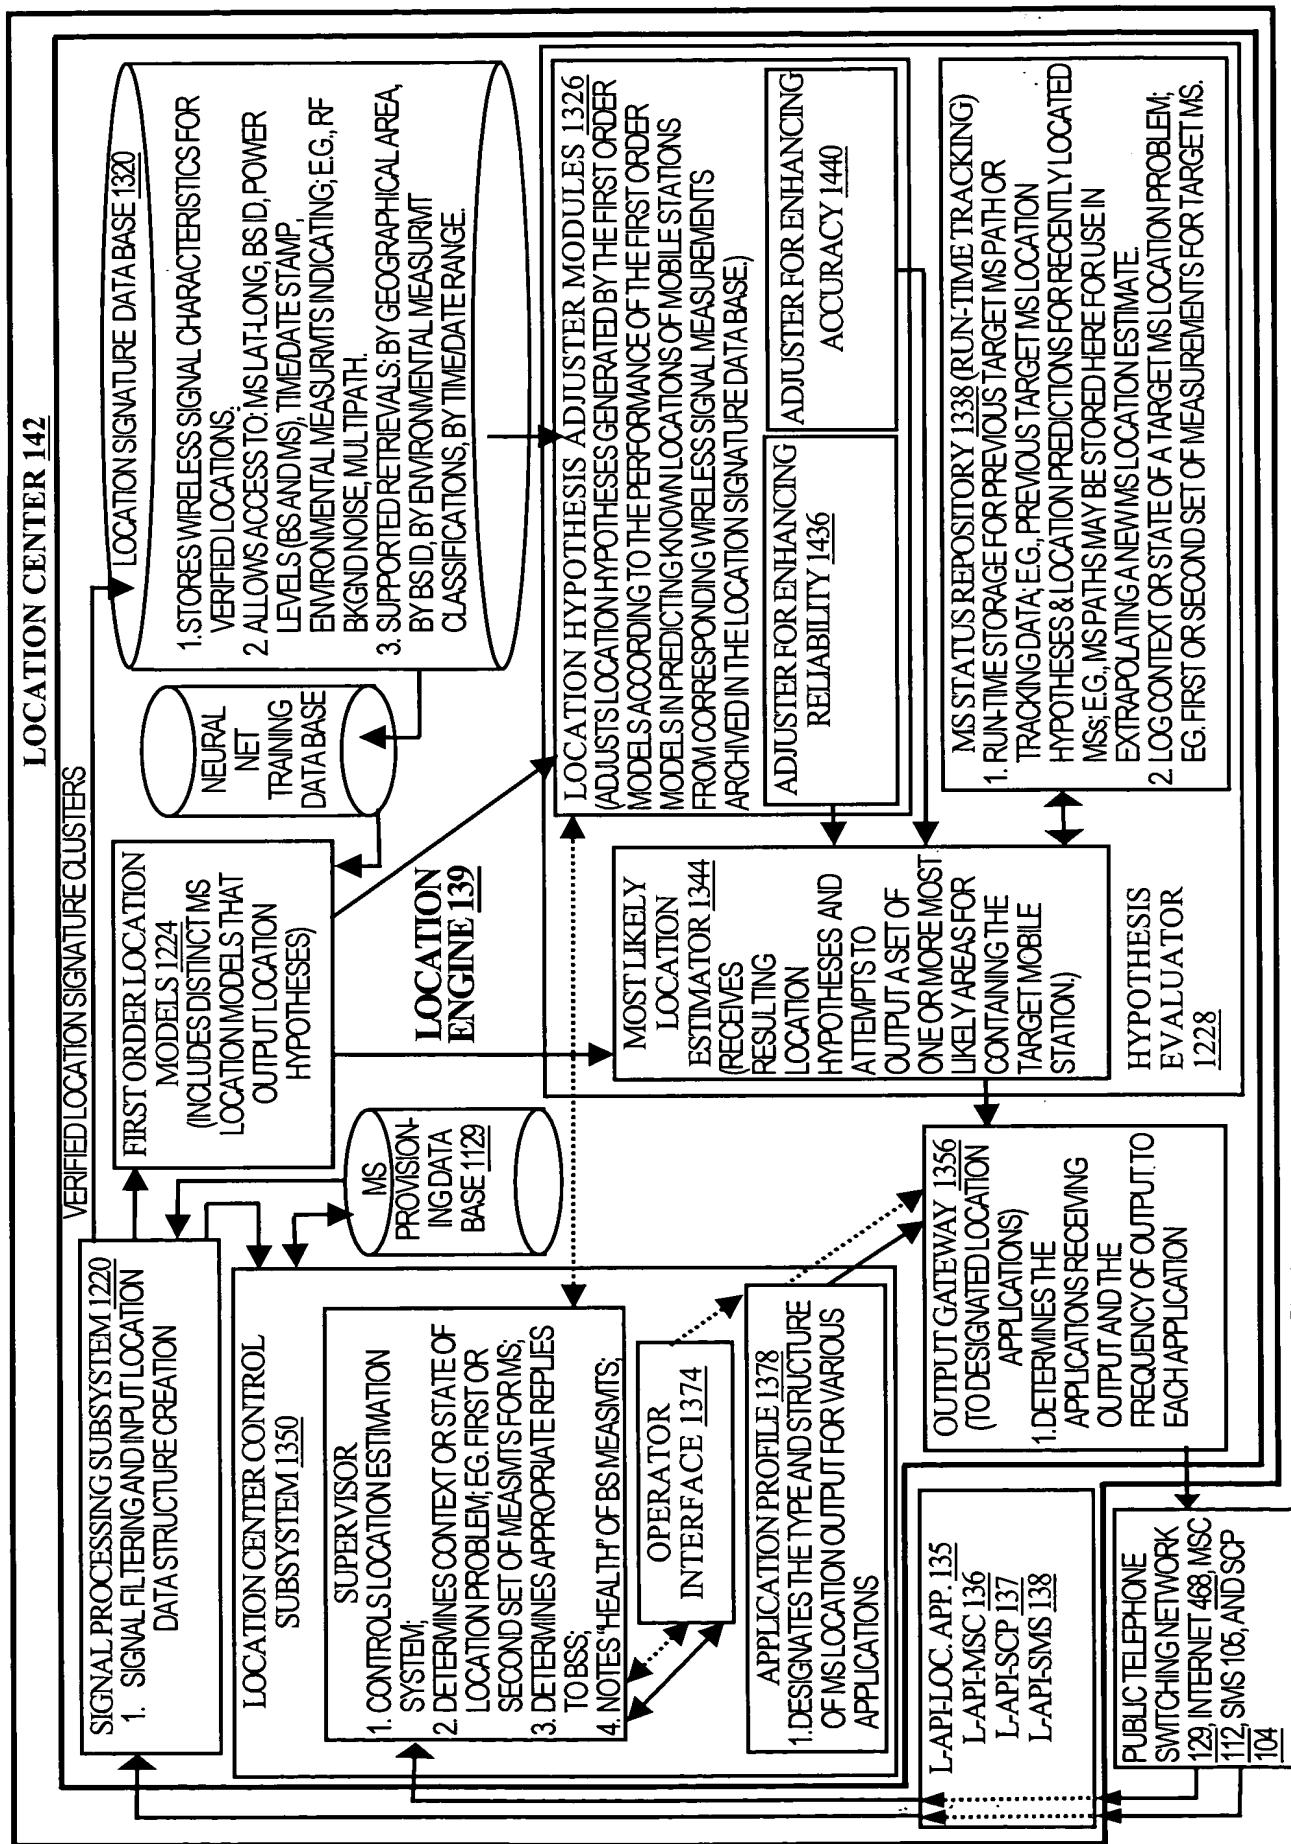 LOCATION CENTER 142
VERIFIED LOCATION SIGNATURE CLUSTERS
SIGNAL PROCESSING SUBSYSTEM 1220
1. SIGNAL FILTERING AND INPUT LOCATION
DATA STRUCTURE CREATION
FIRST ORDER LOCATION
MODELS 1224
(INCLUDES DISTINCT MS
LOCATION MODELS THAT
OUTPUT LOCATION
HYPOTHESES)
NEURAL
NET
TRAINING
DATA BASE
LOCATION SIGNATURE DATA BASE 1320
1. STORES WIRELESS SIGNAL CHARACTERISTICS FOR
VERIFIED LOCATIONS.
2. ALLOWS ACCESS TO: MS LAT-LONG, BS ID, POWER
LEVELS (BS AND MS), TIME/DATE STAMP,
ENVIRONMENTAL MEASURMTS INDICATING; E.G., RF
BKGND NOISE, MULTIPATH.
3. SUPPORTED RETRIEVALS: BY GEOGRAPHICAL AREA,
BY BS ID, BY ENVIRONMENTAL MEASURMT
CLASSIFICATIONS, BY TIME/DATE RANGE.
LOCATION CENTER CONTROL
SUBSYSTEM 1350
MS
PROVISION-
ING DATA
BASE 1129
LOCATION
ENGINE 139
SUPERVISOR
1. CONTROLS LOCATION ESTIMATION
SYSTEM;
2. DETERMINES CONTEXT OR STATE OF
LOCATION PROBLEM; EG. FIRST OR
SECOND SET OF MEASMTS FOR MS;
3. DETERMINES APPROPRIATE REPLIES
TO BSS;
4. NOTES "HEALTH" OF BS MEASMTS;
OPERATOR
INTERFACE 1374
APPLICATION PROFILE 1378
1. DESIGNATES THE TYPE AND STRUCTURE
OF MS LOCATION OUTPUT FOR VARIOUS
APPLICATIONS
LOCATION HYPOTHESIS ADJUSTER MODULES 1326
(ADJUSTS LOCATION HYPOTHESES GENERATED BY THE FIRST ORDER
MODELS ACCORDING TO THE PERFORMANCE OF THE FIRST ORDER
MODELS IN PREDICTING KNOWN LOCATIONS OF MOBILE STATIONS
FROM CORRESPONDING WIRELESS SIGNAL MEASUREMENTS
ARCHIVED IN THE LOCATION SIGNATURE DATA BASE.)
ADJUSTER FOR ENHANCING
RELIABILITY 1436
ADJUSTER FOR ENHANCING
ACCURACY 1440
MOST LIKELY
LOCATION
ESTIMATOR 1344
(RECEIVES
RESULTING
LOCATION
HYPOTHESES AND
ATTEMPTS TO
OUTPUT A SET OF
ONE OR MORE MOST
LIKELY AREAS FOR
CONTAINING THE
TARGET MOBILE
STATION.)
HYPOTHESIS
EVALUATOR
1228
MS STATUS REPOSITORY 1338 (RUN-TIME TRACKING)
1. RUN-TIME STORAGE FOR PREVIOUS TARGET MS PATH OR
TRACKING DATA; E.G., PREVIOUS TARGET MS LOCATION
HYPOTHESES & LOCATION PREDICTIONS FOR RECENTLY LOCATED
MSs; E.G., MS PATHS MAY BE STORED HERE FOR USE IN
EXTRAPOLATING A NEW MS LOCATION ESTIMATE.
2. LOG CONTEXT OR STATE OF A TARGET MS LOCATION PROBLEM;
EG. FIRST OR SECOND SET OF MEASUREMENTS FOR TARGET MS.
OUTPUT GATEWAY 1356
(TO DESIGNATED LOCATION
APPLICATIONS)
1. DETERMINES THE
APPLICATIONS RECEIVING
OUTPUT AND THE
FREQUENCY OF OUTPUT. TO
EACH APPLICATION
L-API-LOC. APP. 135
L-API-MSC 136
L-API-SCP 137
L-API-SMS 138
PUBLIC TELEPHONE
SWITCHING NETWORK
129, INTERNET 468, MSC
112, SMS 105, AND SCP
104